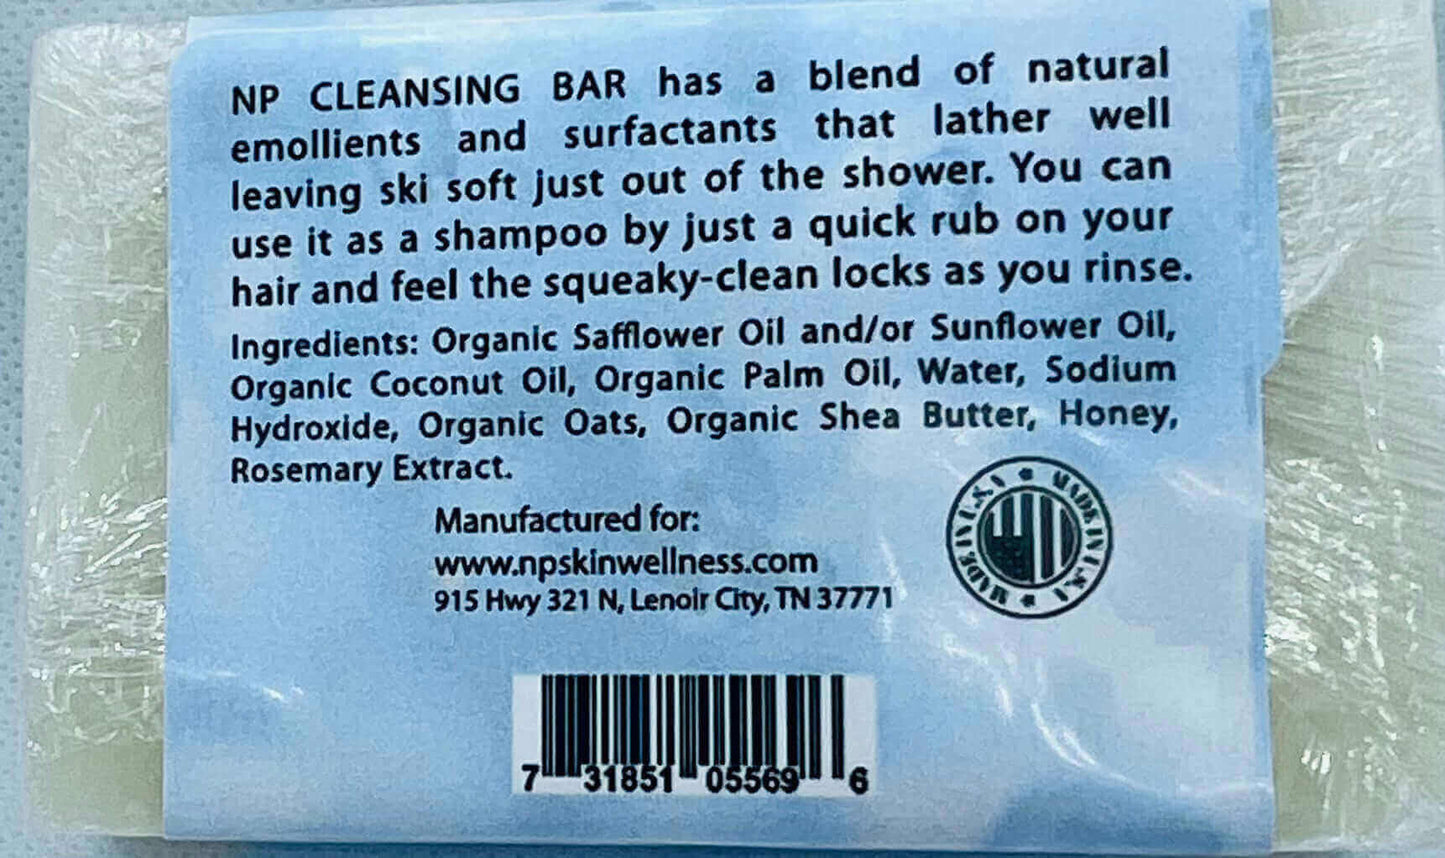 NP CLEANSING BAR has a blend of natural
emollients and surfactants that lather well
leaving ski soft just out of the shower. You can
use it as a shampoo by just a quick rub on your
hair and feel the squeaky-clean locks as you rinse.
Ingredients: Organic Safflower Oil and/or Sunflower Oil,
Organic Coconut Oil, Organic Palm Oil, Water, Sodium
Hydroxide, Organic Oats, Organic Shea Butter, Honey,
Rosemary Extract.
Manufactured for:
www.npskinwellness.com
915 Hwy 321 N, Lenoir City, TN 37771
MADE IN U.S.A
MADE IN U.S.A
7 31851 05569 6